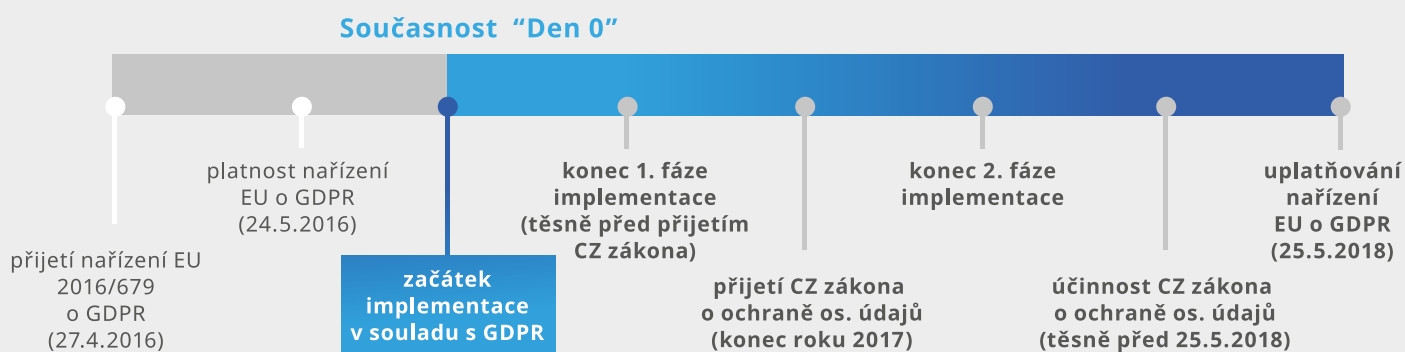 Současnost “Den 0”
přijetí nařízení EU
2016/679
o GDPR
(27.4.2016)
platnost nařízení
EU o GDPR
(24.5.2016)
začátek
implementace
v souladu s GDPR
konec 1. fáze
implementace
(těsně před přijetím
CZ zákona)
přijetí CZ zákona
o ochraně os. údajů
(konec roku 2017)
konec 2. fáze
implementace
účinnost CZ zákona
o ochraně os. údajů
(těsně před 25.5.2018)
uplatňování
nařízení
EU o GDPR
(25.5.2018)